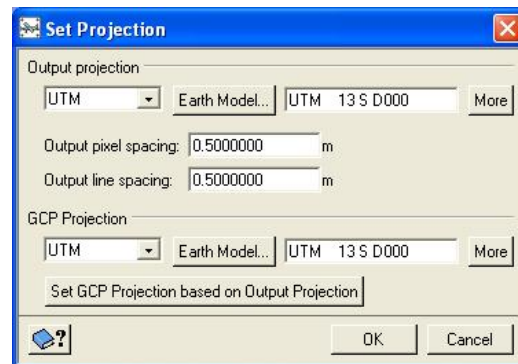 Set Projection
Output projection
UTM Earth Model... UTM 13 S D000 More
Output pixel spacing: 0.5000000 m
Output line spacing: 0.5000000 m
GCP Projection
UTM Earth Model... UTM 13 S D000 More
Set GCP Projection based on Output Projection
? OK Cancel